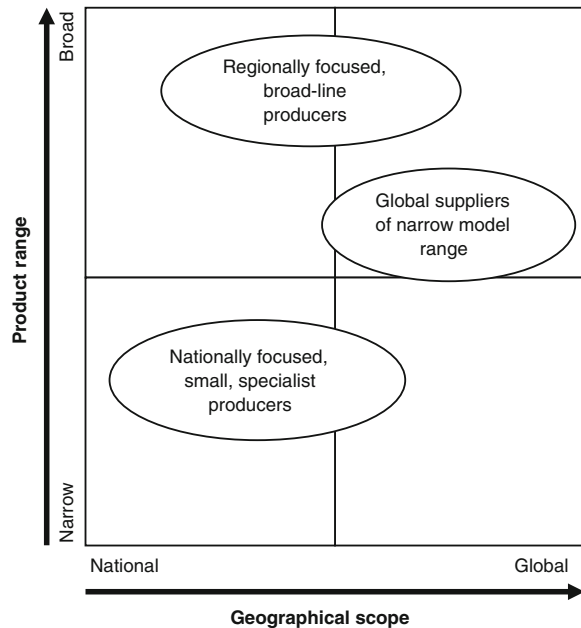 Broad
Regionally focused,
broad-line
producers
Global suppliers
of narrow model
range
Product range
Nationally focused,
small, specialist
producers
Narrow
National
Global
Geographical scope